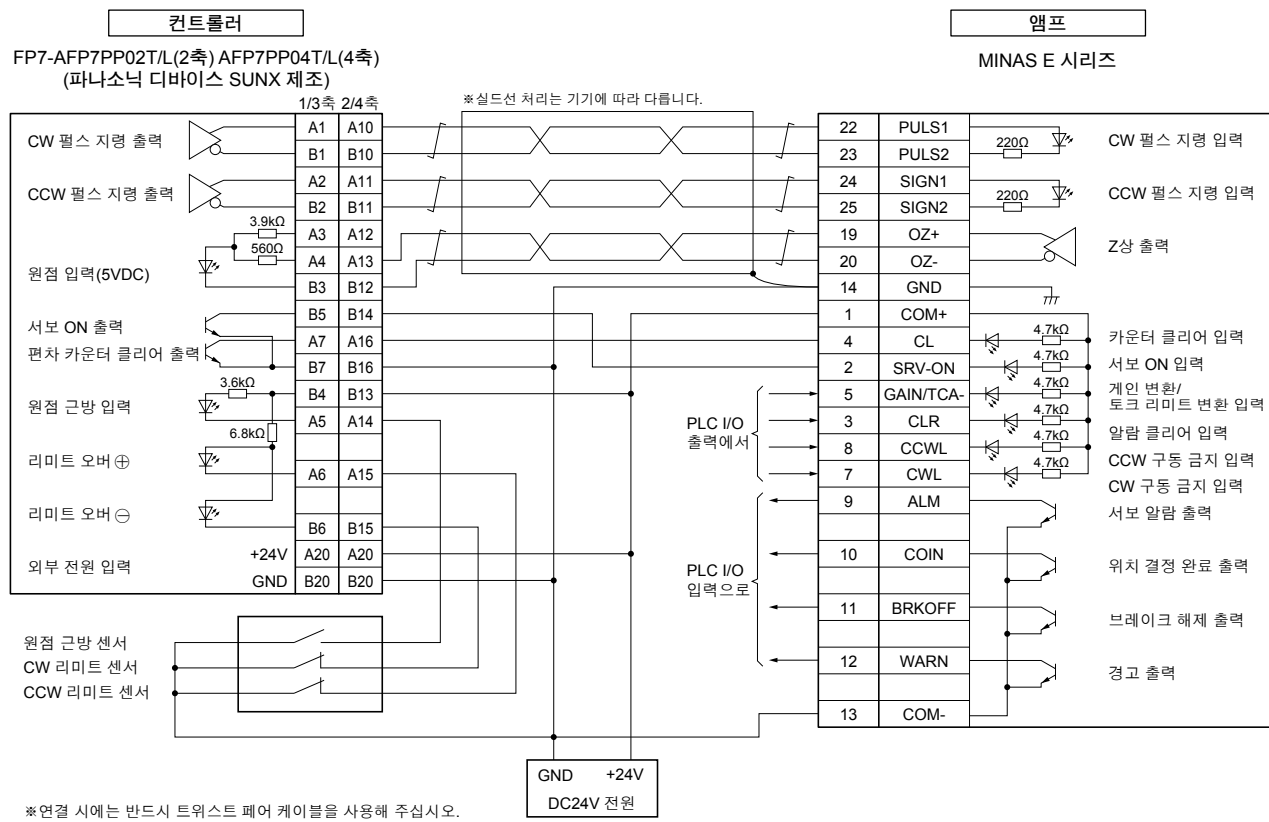 컨트롤러
앰프
FP7-AFP7PP02T/L(2축) AFP7PP04T/L(4축)
(파나소닉 디바이스 SUNX 제조)
MINAS E 시리즈
1/3축 2/4축
※실드선 처리는 기기에 따라 다릅니다.
CW 펄스 지령 출력
A1 A10
B1 B10
22 PULS1
23 PULS2
220Ω
CW 펄스 지령 입력
CCW 펄스 지령 출력
A2 A11
B2 B11
24 SIGN1
25 SIGN2
220Ω
CCW 펄스 지령 입력
3.9kΩ
560Ω
원점 입력(5VDC)
A3 A12
A4 A13
B3 B12
19 OZ+
20 OZ-
14 GND
Z상 출력
서보 ON 출력
편차 카운터 클리어 출력
B5 B14
A7 A16
B7 B16
1 COM+
4 CL
4.7kΩ
카운터 클리어 입력
2 SRV-ON
4.7kΩ
서보 ON 입력
3.6kΩ
원점 근방 입력
6.8kΩ
B4 B13
A5 A14
PLC I/O
출력에서
5 GAIN/TCA-
4.7kΩ
게인 변환/
토크 리미트 변환 입력
3 CLR
4.7kΩ
알람 클리어 입력
리미트 오버⊕
A6 A15
8 CCWL
4.7kΩ
CCW 구동 금지 입력
7 CWL
4.7kΩ
CW 구동 금지 입력
리미트 오버⊖
B6 B15
9 ALM
서보 알람 출력
외부 전원 입력
+24V A20 A20
GND B20 B20
PLC I/O
입력으로
10 COIN
위치 결정 완료 출력
11 BRKOFF
브레이크 해제 출력
12 WARN
경고 출력
13 COM-
원점 근방 센서
CW 리미트 센서
CCW 리미트 센서
GND +24V
DC24V 전원
※연결 시에는 반드시 트위스트 페어 케이블을 사용해 주십시오.